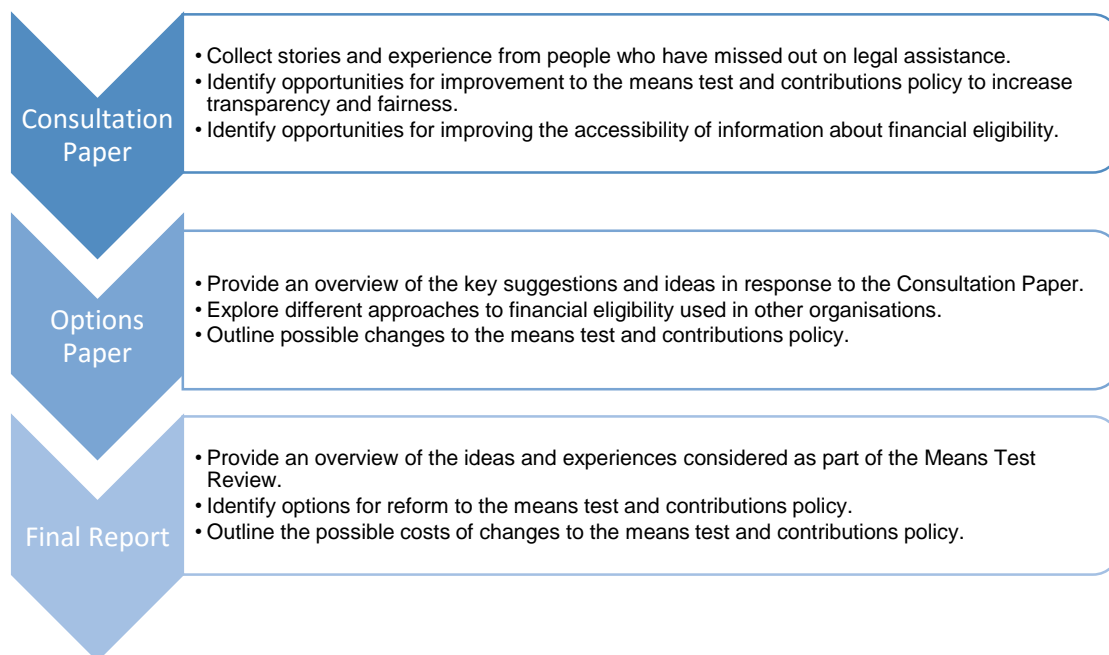 Consultation
Paper
• Collect stories and experience from people who have missed out on legal assistance.
• Identify opportunities for improvement to the means test and contributions policy to increase
transparency and fairness.
• Identify opportunities for improving the accessibility of information about financial eligibility.
Options
Paper
• Provide an overview of the key suggestions and ideas in response to the Consultation Paper.
• Explore different approaches to financial eligibility used in other organisations.
• Outline possible changes to the means test and contributions policy.
Final Report
• Provide an overview of the ideas and experiences considered as part of the Means Test
Review.
• Identify options for reform to the means test and contributions policy.
• Outline the possible costs of changes to the means test and contributions policy.